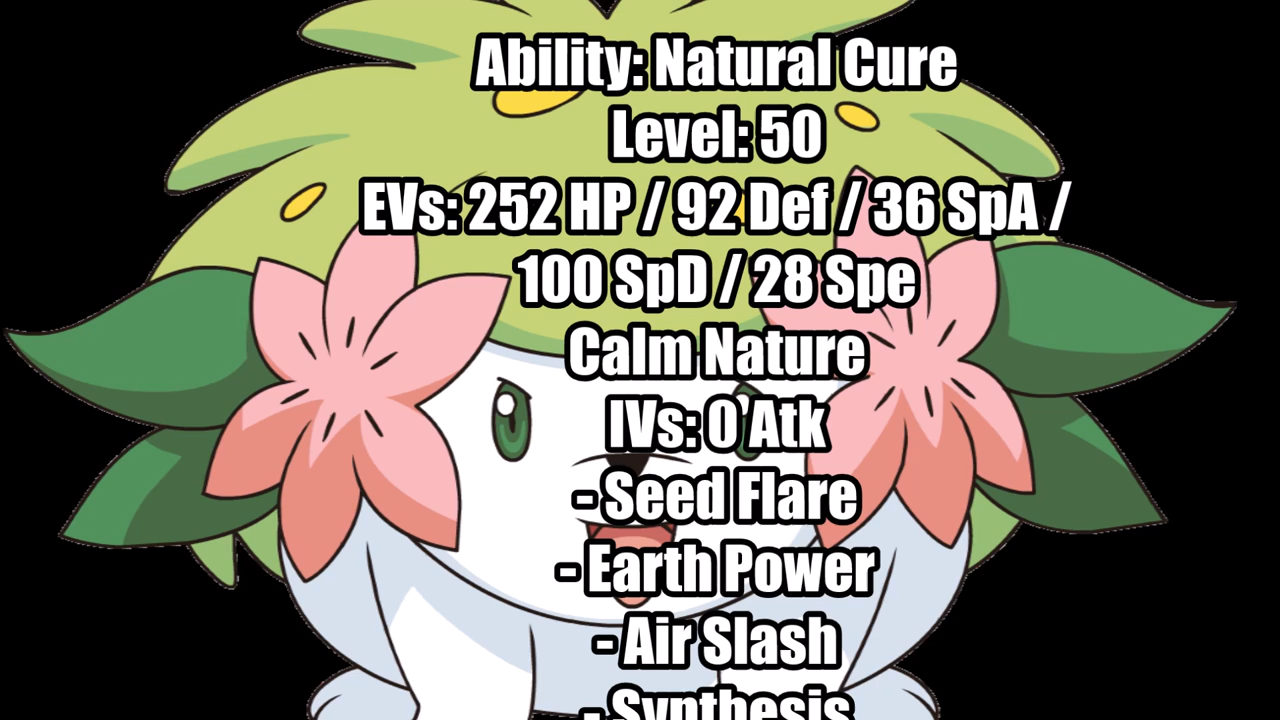 Ability: Natural Cure
Level: 50
EVs: 252 HP / 92 Def / 36 SpA /
100 SpD / 28 Spe
Calm Nature
IVs: 0 Atk
- Seed Flare
- Earth Power
- Air Slash
- Synthesis